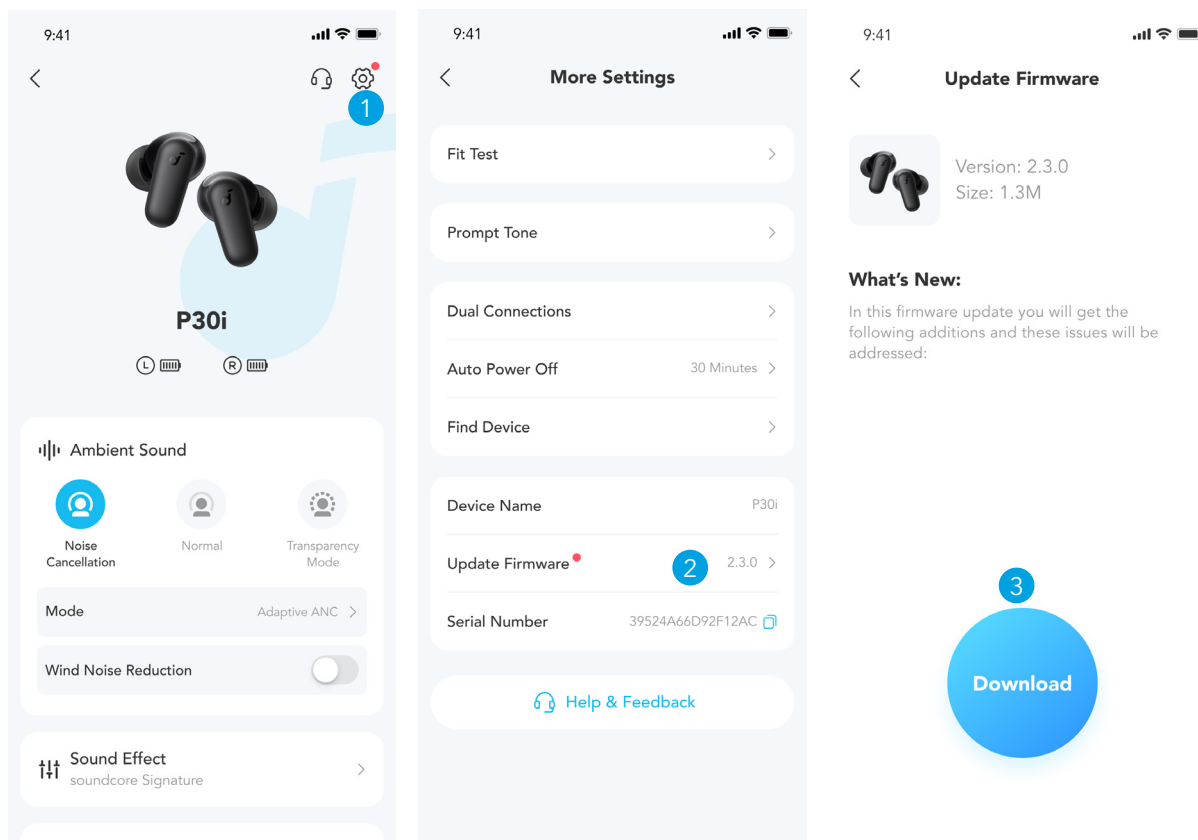 9:41
1
P30i
L
R
Ambient Sound
Noise
Cancellation
Normal
Transparency
Mode
Mode
Adaptive ANC
Wind Noise Reduction
Sound Effect
soundcore Signature
9:41
More Settings
Fit Test
Prompt Tone
Dual Connections
Auto Power Off
30 Minutes
Find Device
Device Name
P30i
Update Firmware
2
2.3.0
Serial Number
39524A66D92F12AC
Help & Feedback
9:41
Update Firmware
Version: 2.3.0
Size: 1.3M
What's New:
In this firmware update you will get the
following additions and these issues will be
addressed:
3
Download